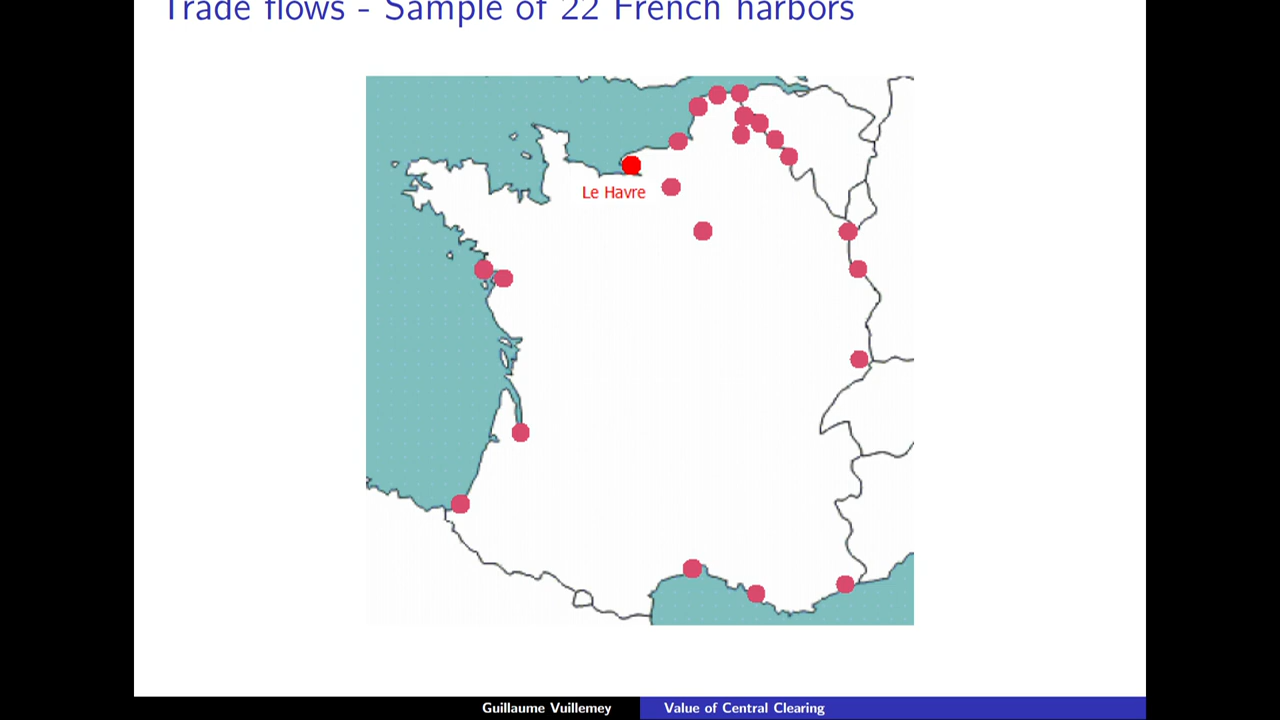 Trade flows - Sample of 22 French harbors
Le Havre
Guillaume Vuillemey
Value of Central Clearing